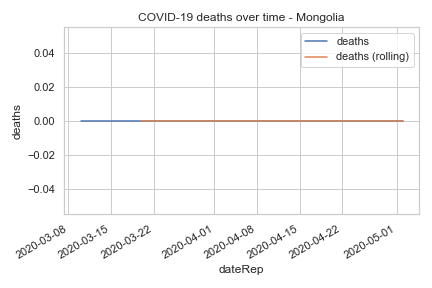 COVID-19 deaths over time - Mongolia
deaths
deaths (rolling)
0.04
0.02
0.00
−0.02
−0.04
deaths
2020-03-08
2020-03-15
2020-03-22
2020-04-01
2020-04-08
2020-04-15
2020-04-22
2020-05-01
dateRep